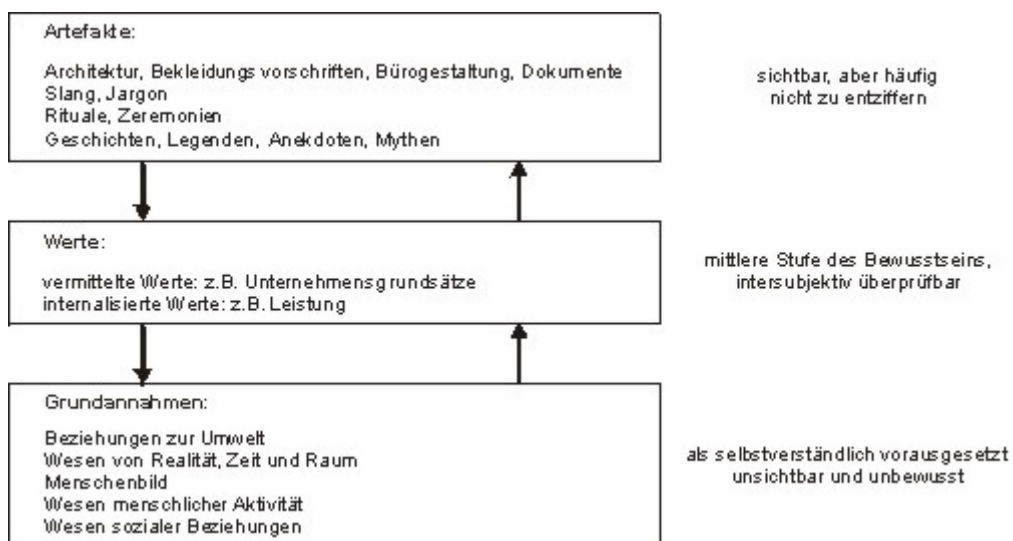 Artefakte:
Architektur, Bekleidungsvorschriften, Bürogestaltung, Dokumente
Slang, Jargon
Rituale, Zeremonien
Geschichten, Legenden, Anekdoten, Mythen
sichtbar, aber häufig
nicht zu entziffern
Werte:
vermittelte Werte: z.B. Unternehmensgrundsätze
internalisierte Werte: z.B. Leistung
mittlere Stufe des Bewusstseins,
intersubjektiv überprüfbar
Grundannahmen:
Beziehungen zur Umwelt
Wesen von Realität, Zeit und Raum
Menschenbild
Wesen menschlicher Aktivität
Wesen sozialer Beziehungen
als selbstverständlich vorausgesetzt
unsichtbar und unbewusst